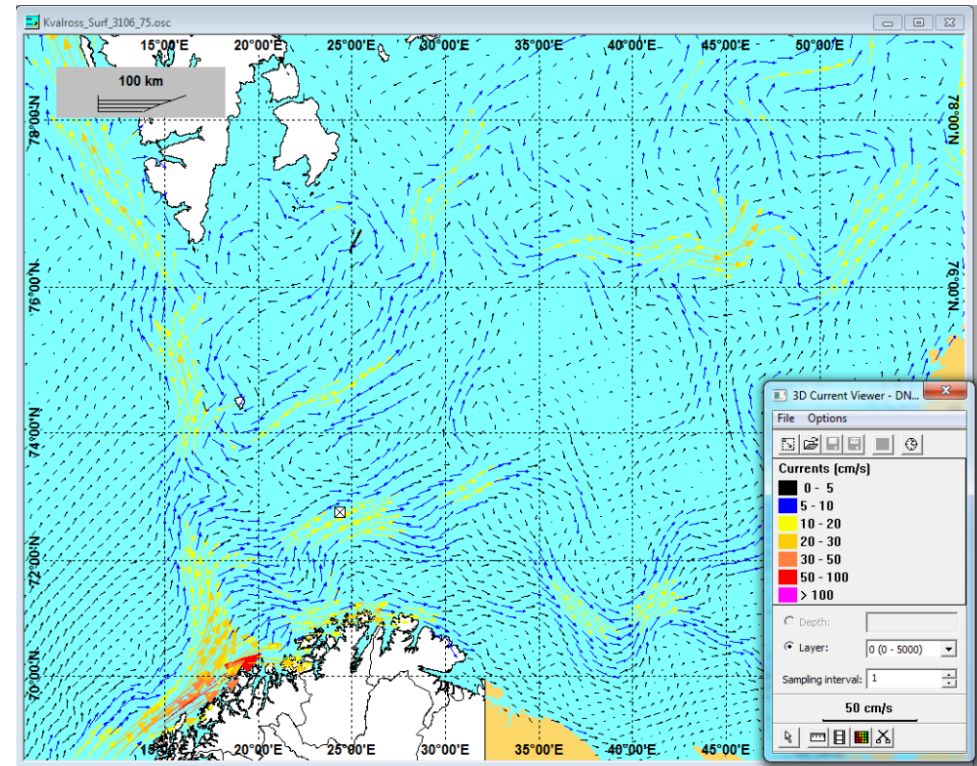 Kvalross_Surf_3106_75.osc
15°00'E 20°00'E 25°00'E 30°00'E 35°00'E 40°00'E 45°00'E 50°00'E
100 km
78°00'N 78°00'N
76°00'N 76°00'N
74°00'N
72°00'N
70°00'N
15°00'E 20°00'E 25°00'E 30°00'E 35°00'E 40°00'E 45°00'E
3D Current Viewer - DN...
File Options
Currents (cm/s)
0 - 5
5 - 10
10 - 20
20 - 30
30 - 50
50 - 100
> 100
Depth:
Layer: 0 (0 - 5000)
Sampling interval: 1
50 cm/s